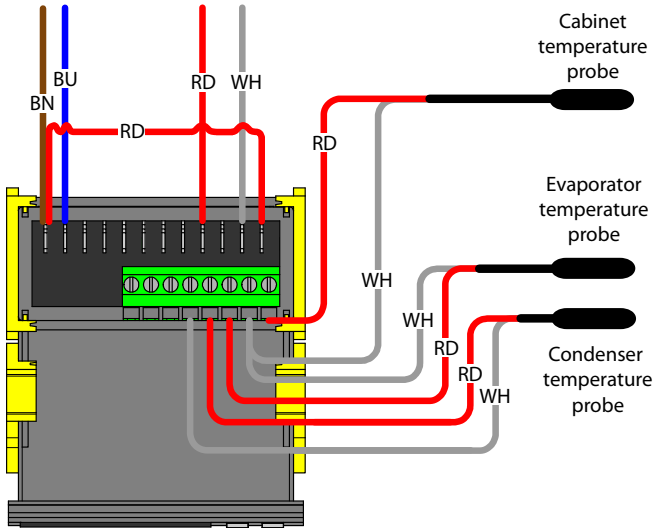 Cabinet
temperature
probe
BN
BU
RD
WH
RD
RD
Evaporator
temperature
probe
WH
WH
RD
RD
WH
Condenser
temperature
probe